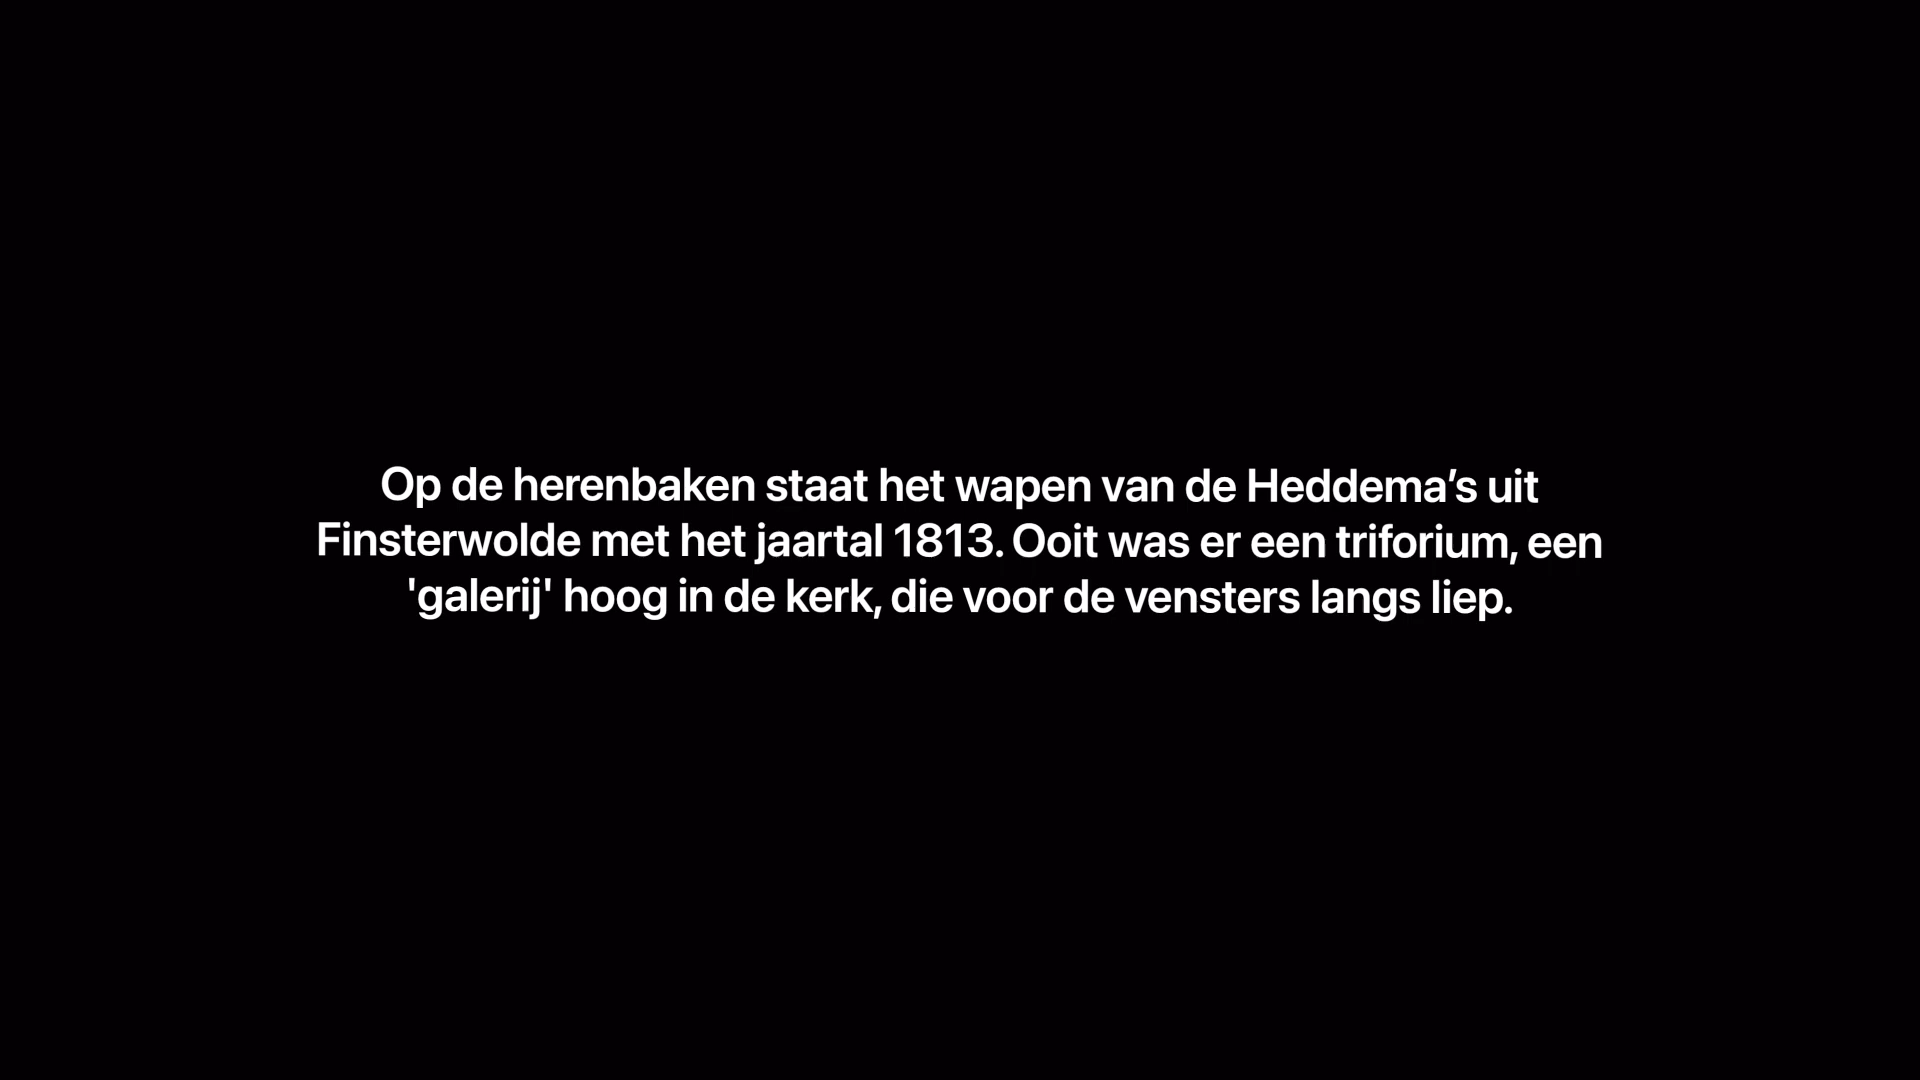 Op de herenbaken staat het wapen van de Heddema’s uit
Finsterwolde met het jaartal 1813. Ooit was er een triforium, een
'galerij' hoog in de kerk, die voor de vensters langs liep.